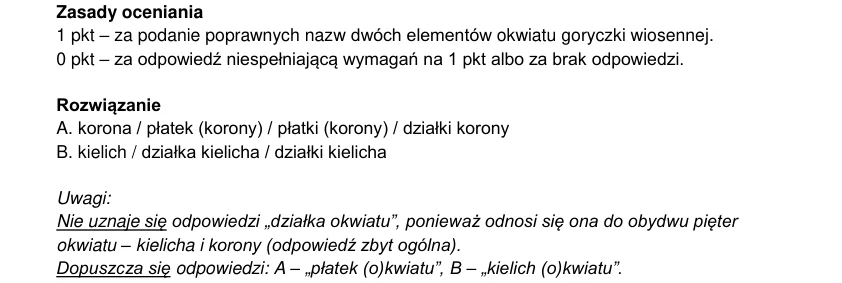 Zasady oceniania
1 pkt – za podanie poprawnych nazw dwóch elementów okwiatu goryczki wiosennej.
0 pkt – za odpowiedź niespełniającą wymagań na 1 pkt albo za brak odpowiedzi.
Rozwiązanie
A. korona / płatek (korony) / płatki (korony) / działki korony
B. kielich / działka kielicha / działki kielicha
Uwagi:
Nie uznaje się odpowiedzi „działka okwiatu”, ponieważ odnosi się ona do obydwu pięter
okwiatu – kielicha i korony (odpowiedź zbyt ogólna).
Dopuszcza się odpowiedzi: A – „płatek (o)kwiatu”, B – „kielich (o)kwiatu”.